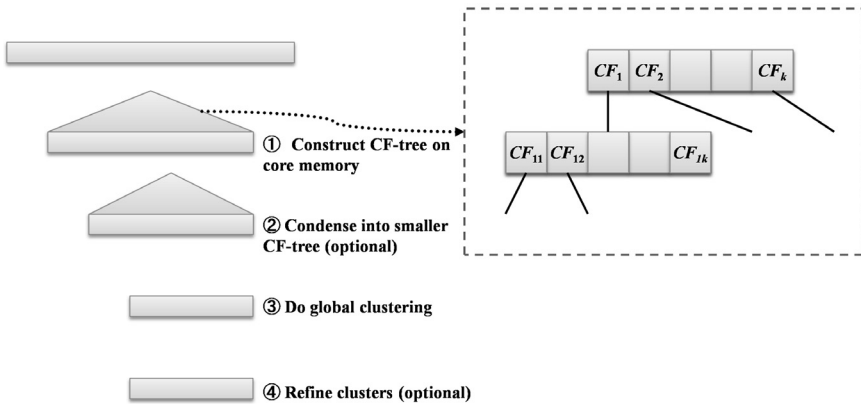 CF₁ CF₂ CFₖ
① Construct CF-tree on
core memory
CF₁₁ CF₁₂ CF₁ₖ
② Condense into smaller
CF-tree (optional)
③ Do global clustering
④ Refine clusters (optional)